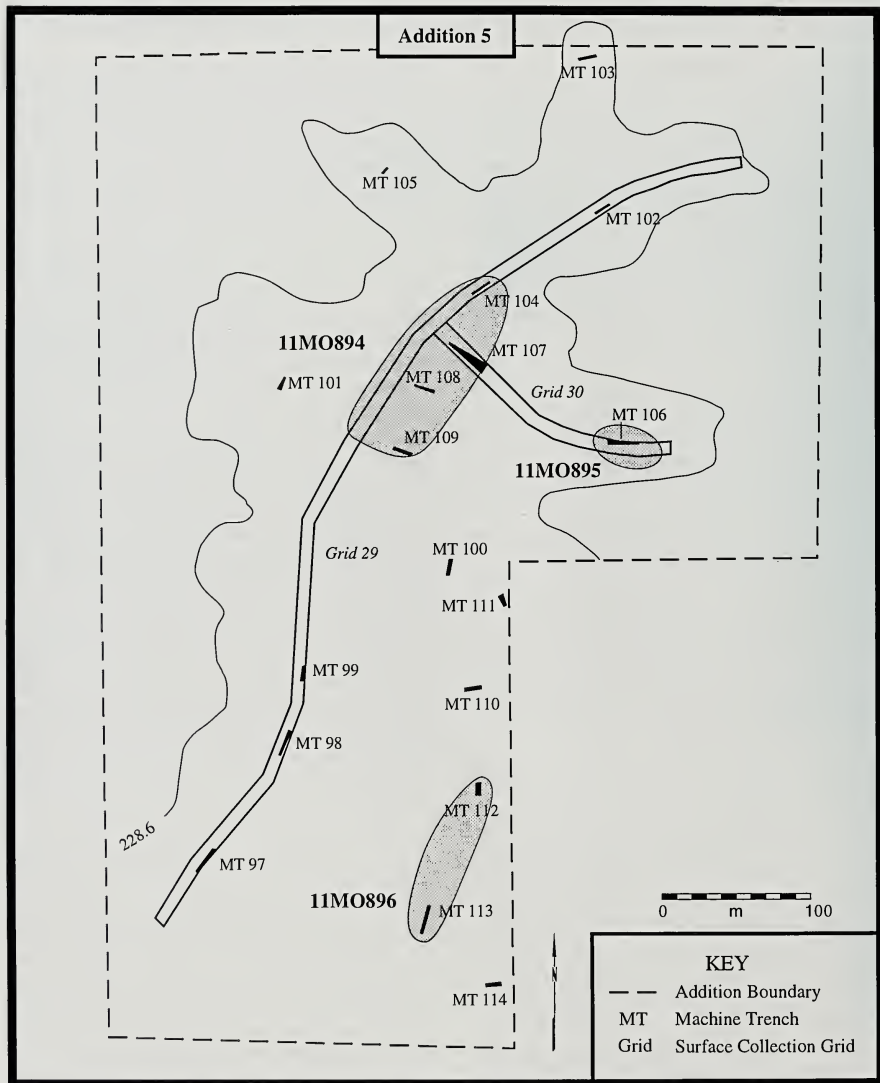 Addition 5
MT 103
MT 105
MT 102
MT 104
11MO894
MT 107
MT 101
MT 108
Grid 30
MT 106
MT 109
11MO895
Grid 29
MT 100
MT 111
MT 99
MT 110
MT 98
MT 112
228.6
MT 97
11MO896
MT 113
0 m 100
N
MT 114
KEY
Addition Boundary
MT Machine Trench
Grid Surface Collection Grid